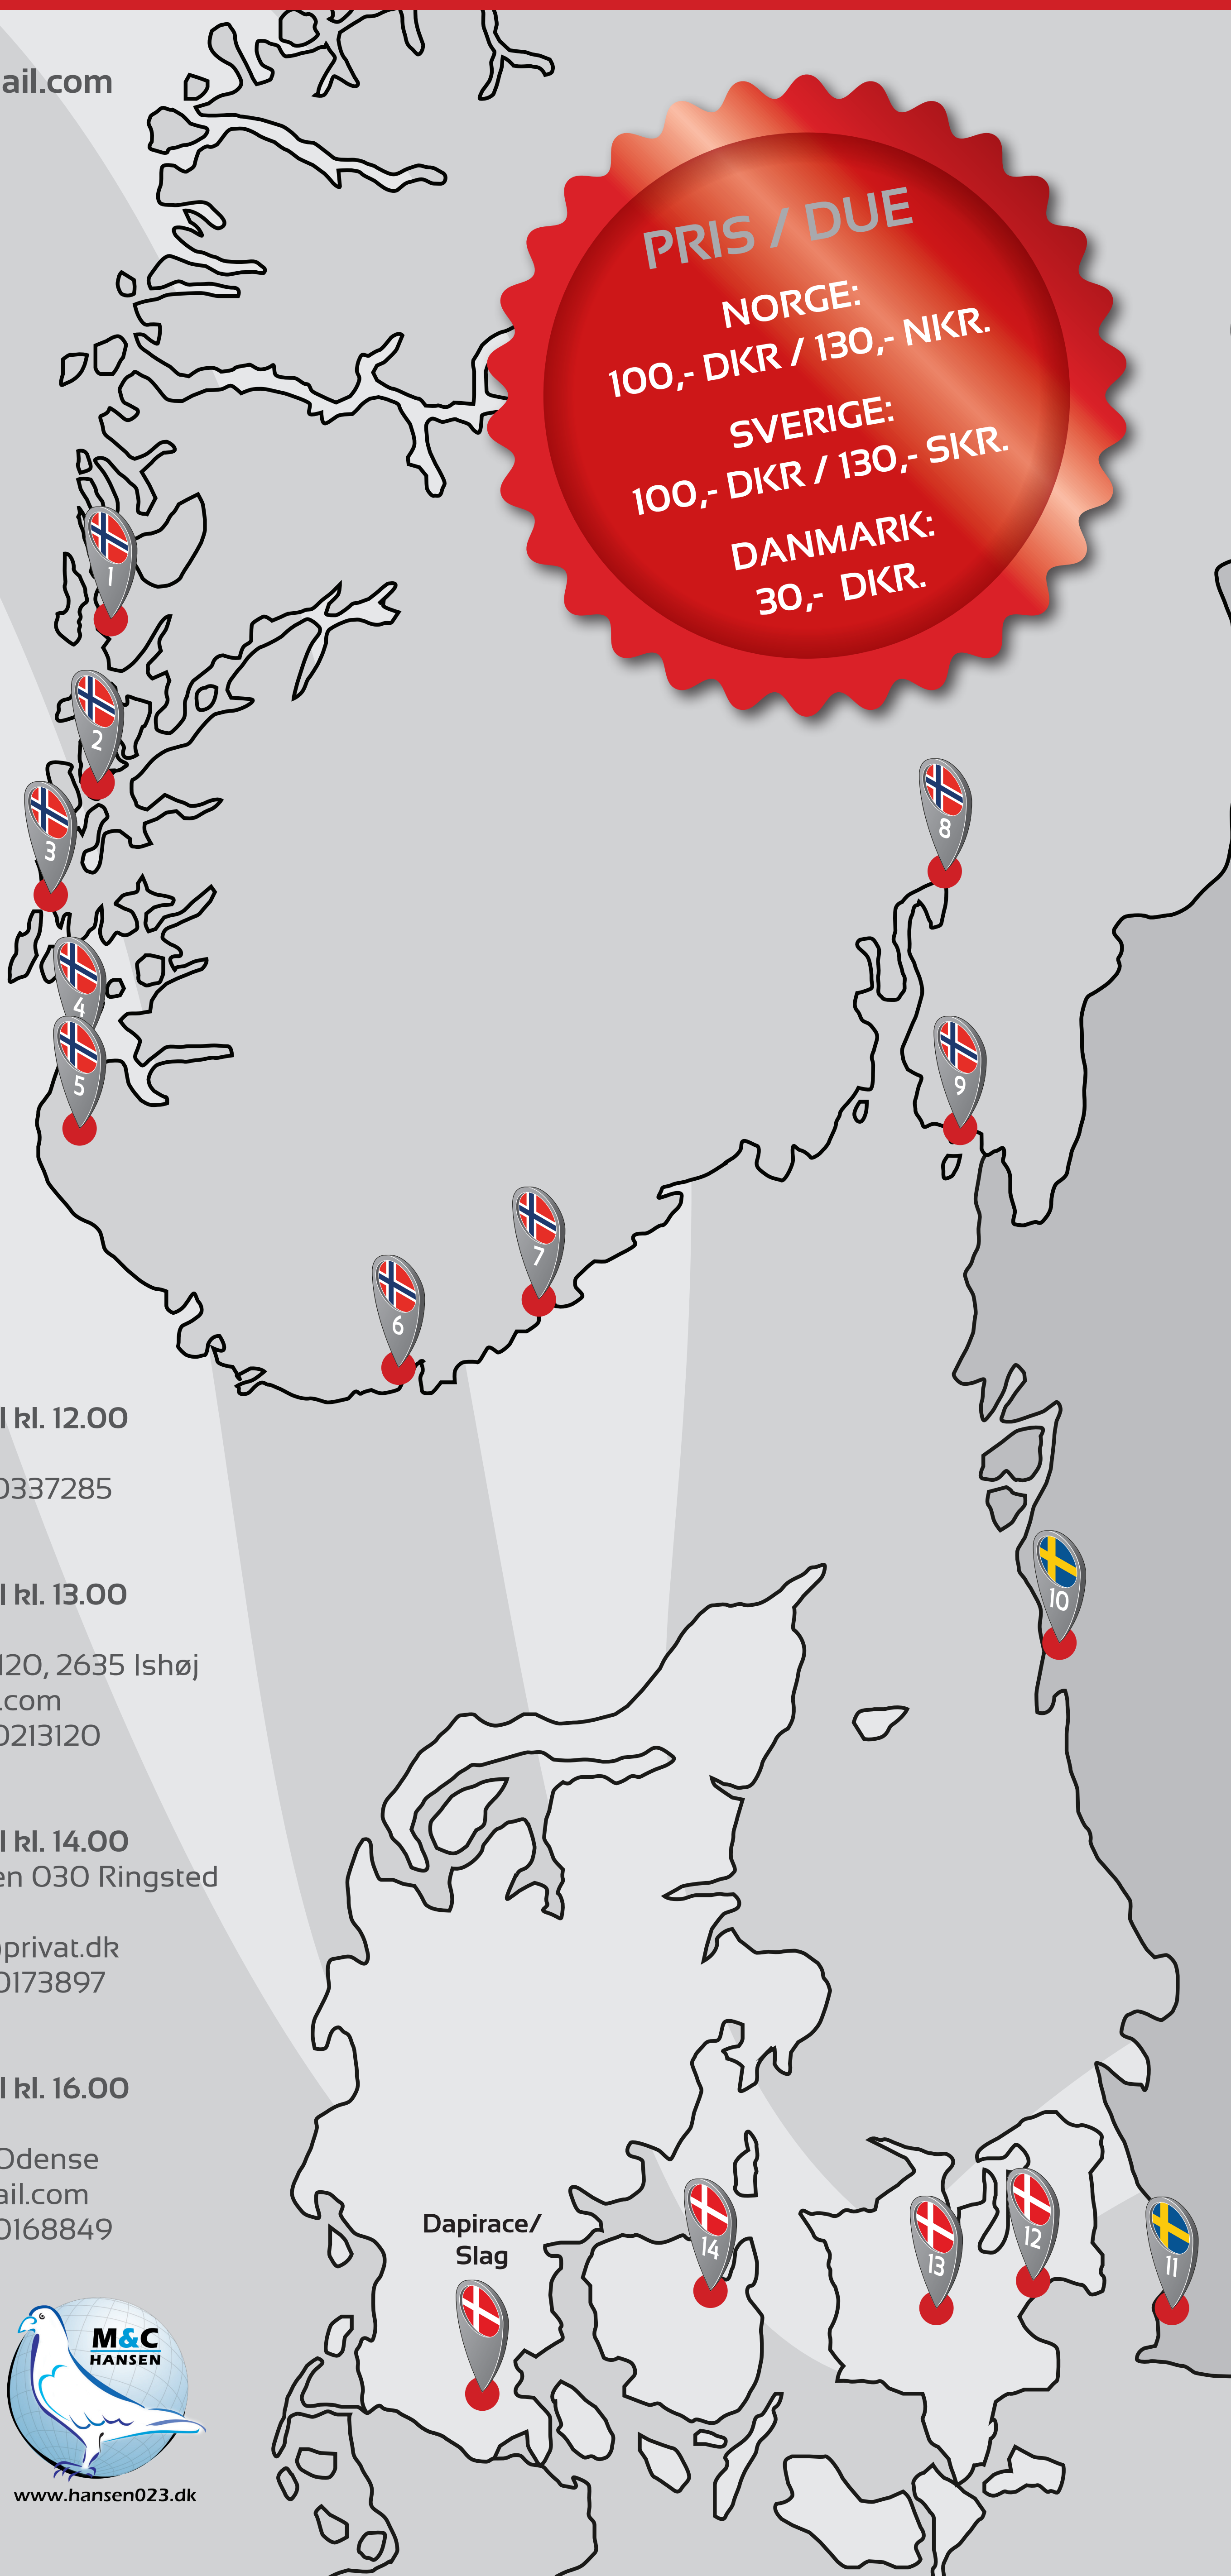 ail.com
PRIS / DUE
NORGE:
100,- DKR / 130,- NKR.
SVERIGE:
100,- DKR / 130,- SKR.
DANMARK:
30,- DKR.
1
2
3
4
5
6
7
8
9
10
l kl. 12.00
0337285
l kl. 13.00
120, 2635 Ishøj
.com
0213120
l kl. 14.00
en 030 Ringsted
privat.dk
0173897
l kl. 16.00
Odense
ail.com
0168849
Dapirace/
Slag
14
13
12
11
M&C
HANSEN
www.hansen023.dk